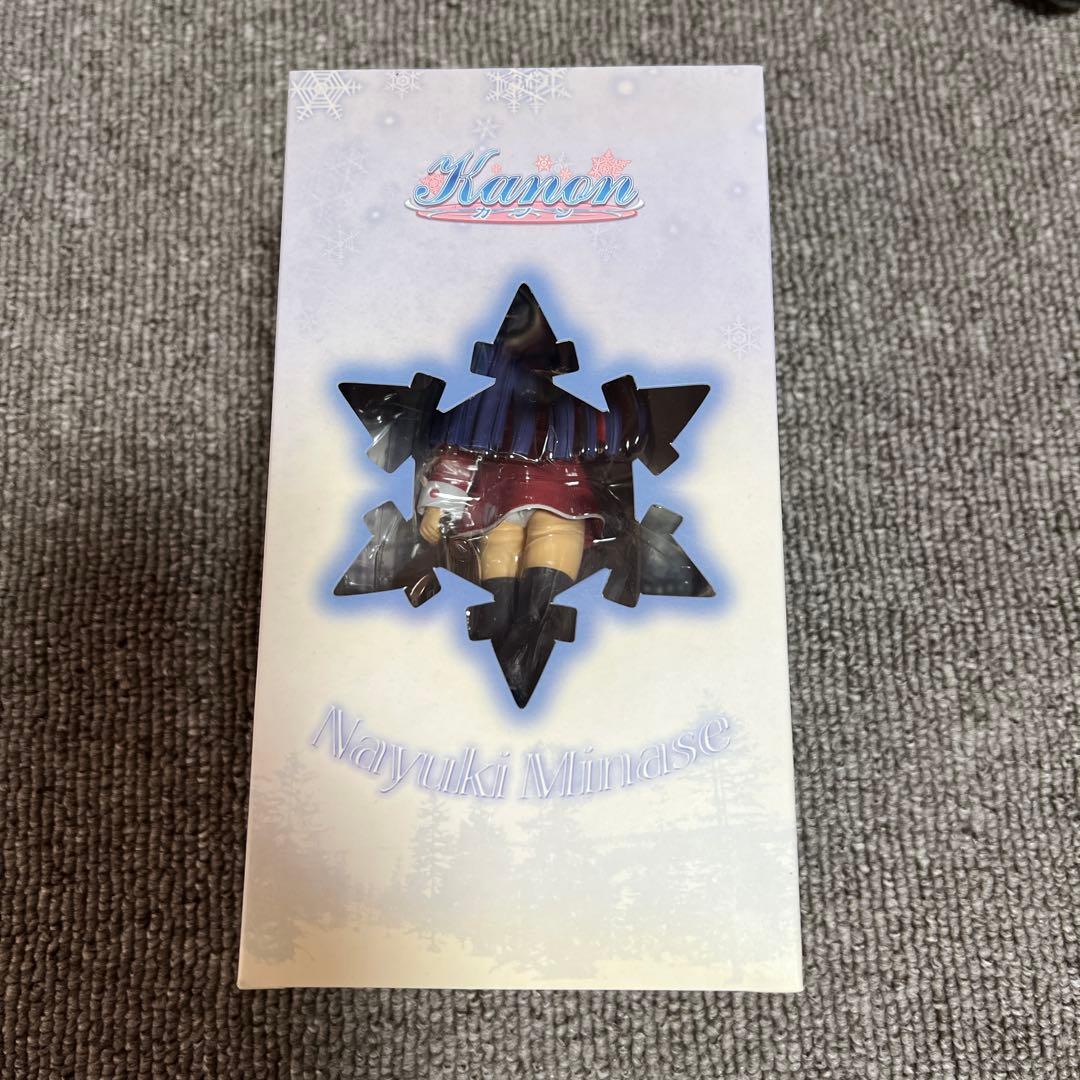 Kanon
カノン
Nayuki Minase